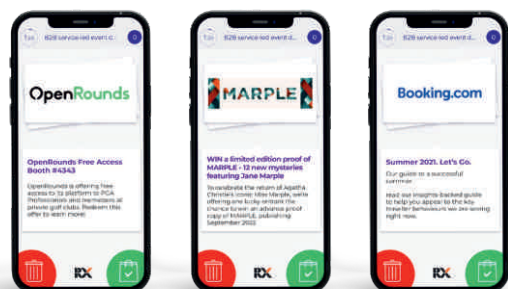 B2B service led event d...
OpenRounds
OpenRounds Free Access
Booth #4343
OpenRounds is offering free
access to its platform to PGA
Professionals and members at
private golf clubs. Redeem this
offer to learn more!
RX
B2B service led event d...
MARPLE
WIN a limited edition proof of
MARPLE - 12 new mysteries
featuring Jane Marple
To celebrate the return of Agatha
Christie's iconic Miss Marple, we're
offering one lucky entrant the
chance to win an advance proof
copy of MARPLE, publishing
September 2022
RX
B2B service led event d...
Booking.com
Summer 2021. Let's Go.
Our guide to a successful
summer
Read our insights-backed guide
to help you appeal to the key
traveller behaviours we are seeing
right now.
RX